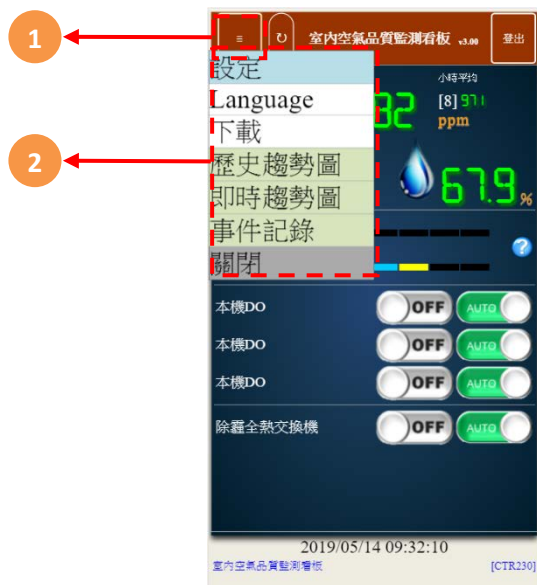 1
≡ ↻ 室內空氣品質監測看板 v3.00 登出
設定
小時平均
Language
32 [8] 971
ppm
下載
2
歷史趨勢圖
即時趨勢圖
67.9 %
事件記錄
?
關閉
本機DO OFF AUTO
本機DO OFF AUTO
本機DO OFF AUTO
除霾全熱交換機 OFF AUTO
2019/05/14 09:32:10
室內空氣品質監測看板 [CTR230]